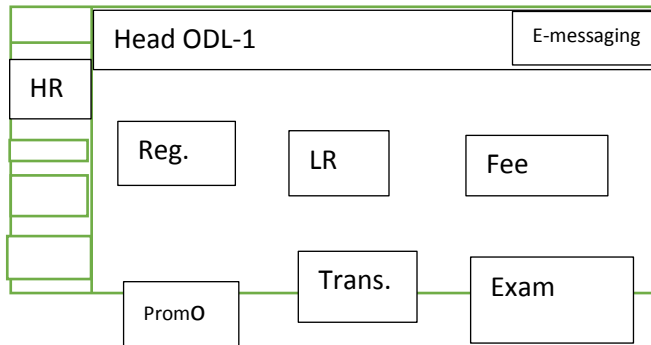 Head ODL-1
E-messaging
HR
Reg.
LR
Fee
Trans.
Exam
PromO